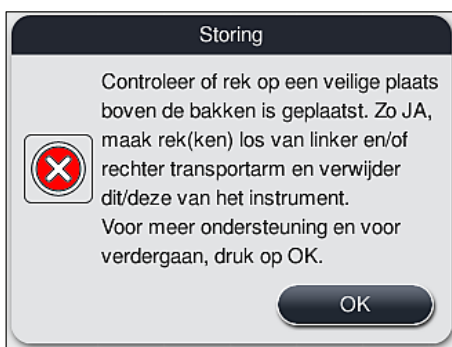 Storing
Controleer of rek op een veilige plaats
boven de bakken is geplaatst. Zo JA,
maak rek(ken) los van linker en/of
rechter transportarm en verwijder
dit/deze van het instrument.
Voor meer ondersteuning en voor
verdergaan, druk op OK.
OK